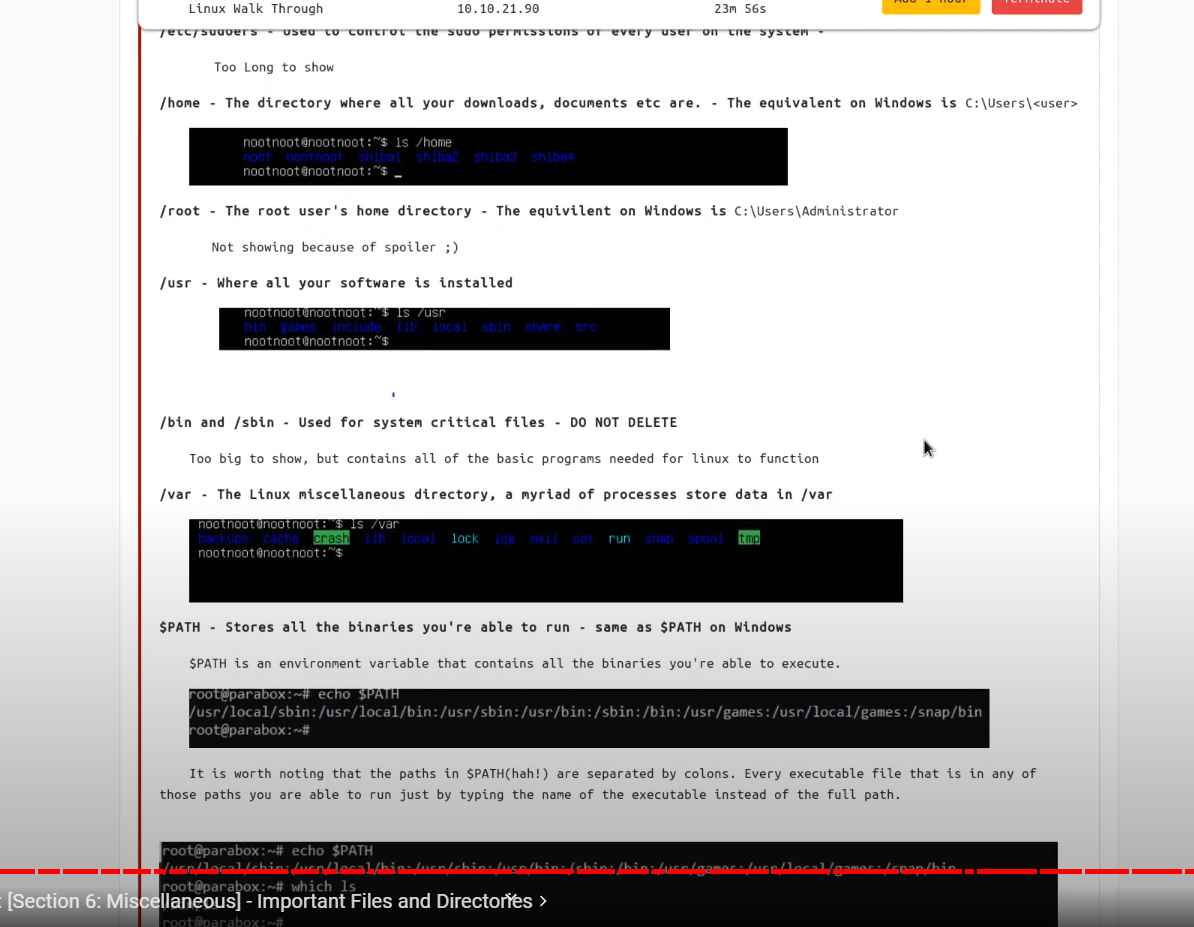 Linux Walk Through 10.10.21.90 23m 56s Add 1 hour Terminate
/etc/sudoers - Used to control the sudo permissions of every user on the system -
Too Long to show
/home - The directory where all your downloads, documents etc are. - The equivalent on Windows is C:\Users\<user>
nootnoot@nootnoot:~$ ls /home
noot nootnoot shiba1 shiba2 shiba3 shiba4
nootnoot@nootnoot:~$ _
/root - The root user's home directory - The equivilent on Windows is C:\Users\Administrator
Not showing because of spoiler ;)
/usr - Where all your software is installed
nootnoot@nootnoot:~$ ls /usr
bin games include lib local sbin share src
nootnoot@nootnoot:~$
/bin and /sbin - Used for system critical files - DO NOT DELETE
Too big to show, but contains all of the basic programs needed for linux to function
/var - The Linux miscellaneous directory, a myriad of processes store data in /var
nootnoot@nootnoot:~$ ls /var
backups cache crash lib local lock log mail opt run snap spool tmp
nootnoot@nootnoot:~$
$PATH - Stores all the binaries you're able to run - same as $PATH on Windows
$PATH is an environment variable that contains all the binaries you're able to execute.
root@parabox:~# echo $PATH
/usr/local/sbin:/usr/local/bin:/usr/sbin:/usr/bin:/sbin:/bin:/usr/games:/usr/local/games:/snap/bin
root@parabox:~#
It is worth noting that the paths in $PATH(hah!) are separated by colons. Every executable file that is in any of
those paths you are able to run just by typing the name of the executable instead of the full path.
root@parabox:~# echo $PATH
/usr/local/sbin:/usr/local/bin:/usr/sbin:/usr/bin:/sbin:/bin:/usr/games:/usr/local/games:/snap/bin
root@parabox:~# which ls
[Section 6: Miscellaneous] - Important Files and Directories
root@parabox:~#